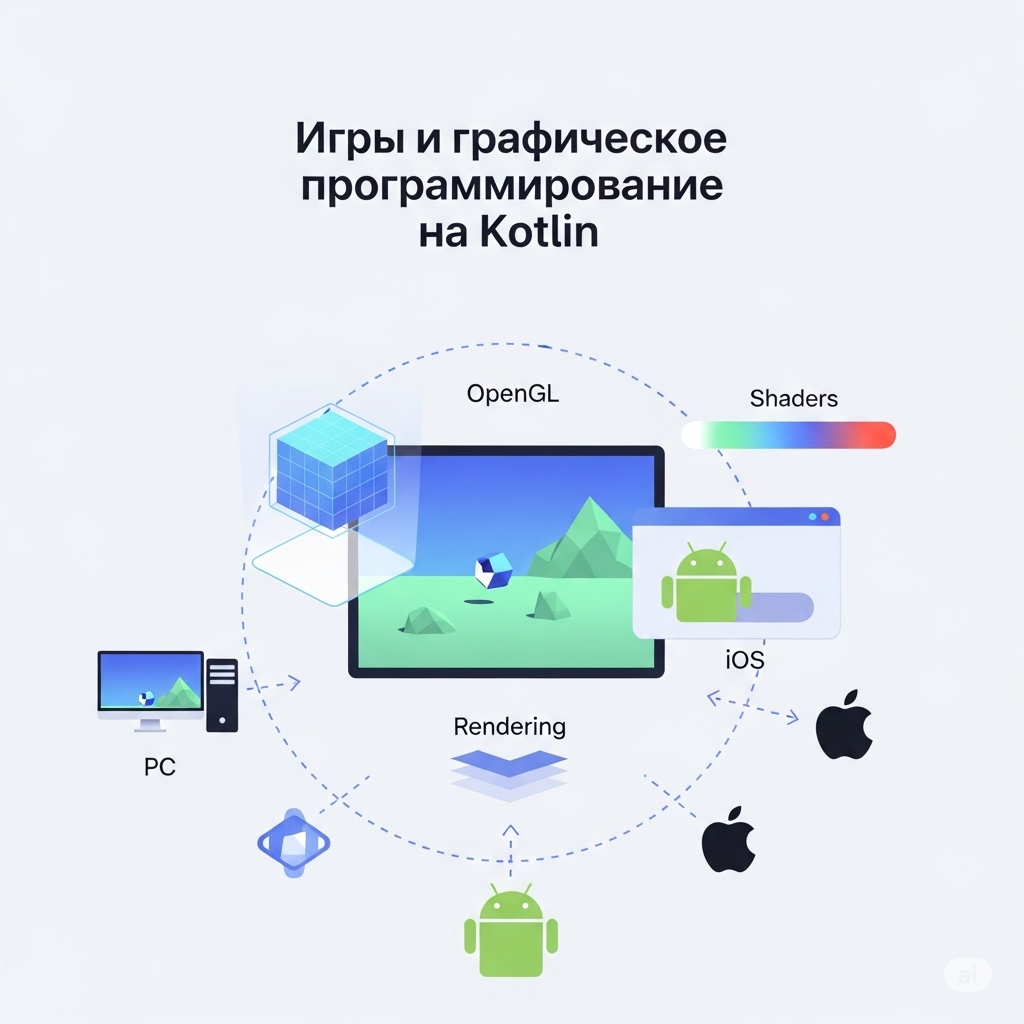 Игры и графическое
программирование
на Kotlin
OpenGL
Shaders
iOS
Rendering
PC
ai